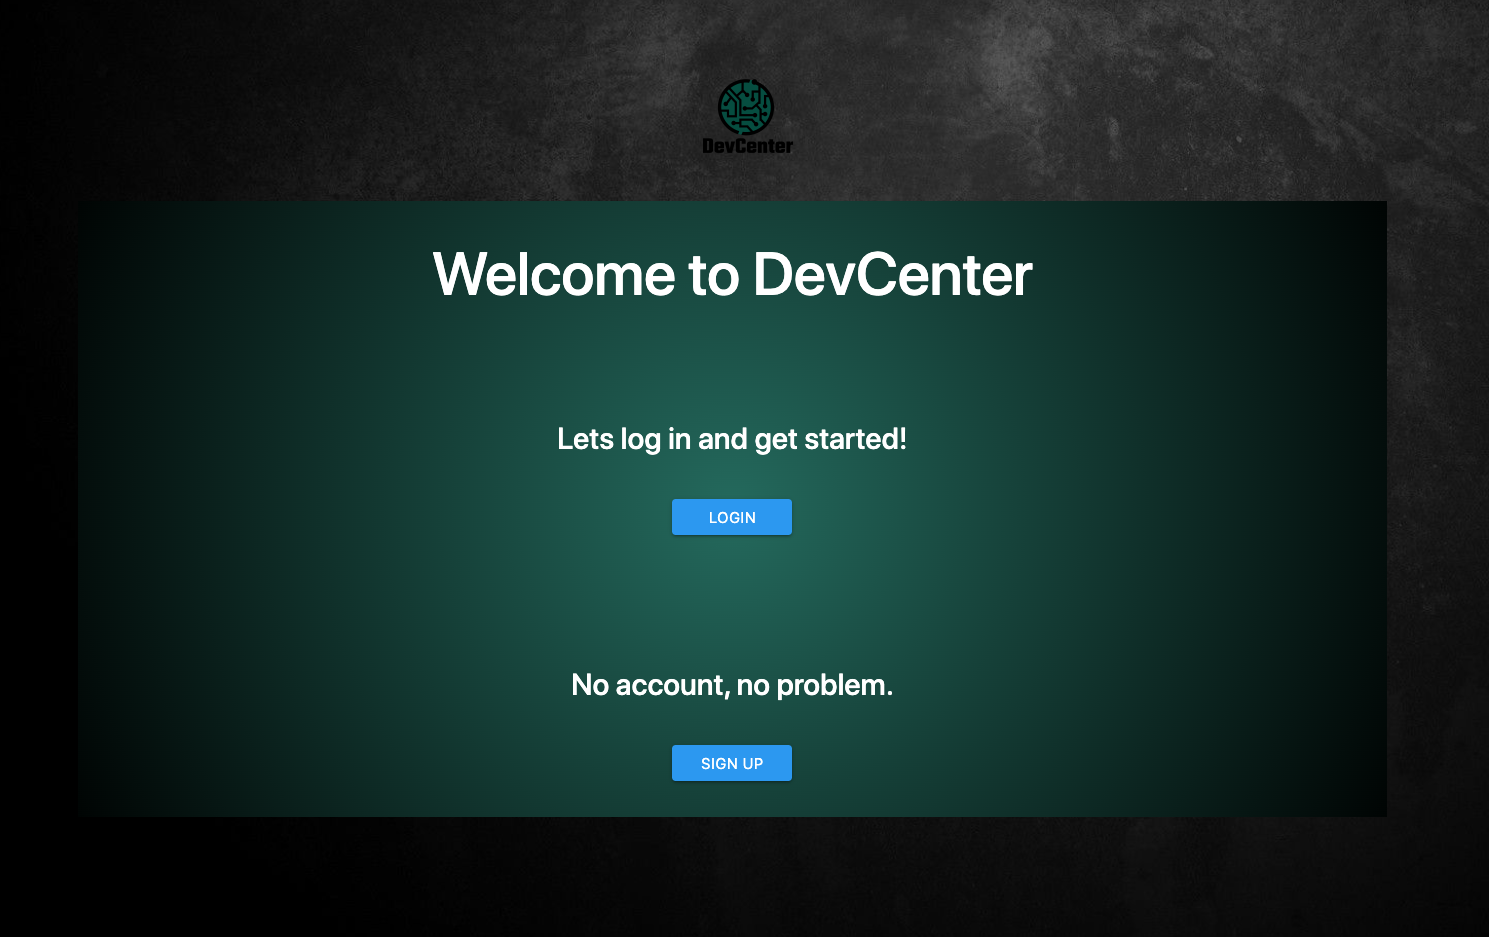 DevCenter
Welcome to DevCenter
Lets log in and get started!
LOGIN
No account, no problem.
SIGN UP